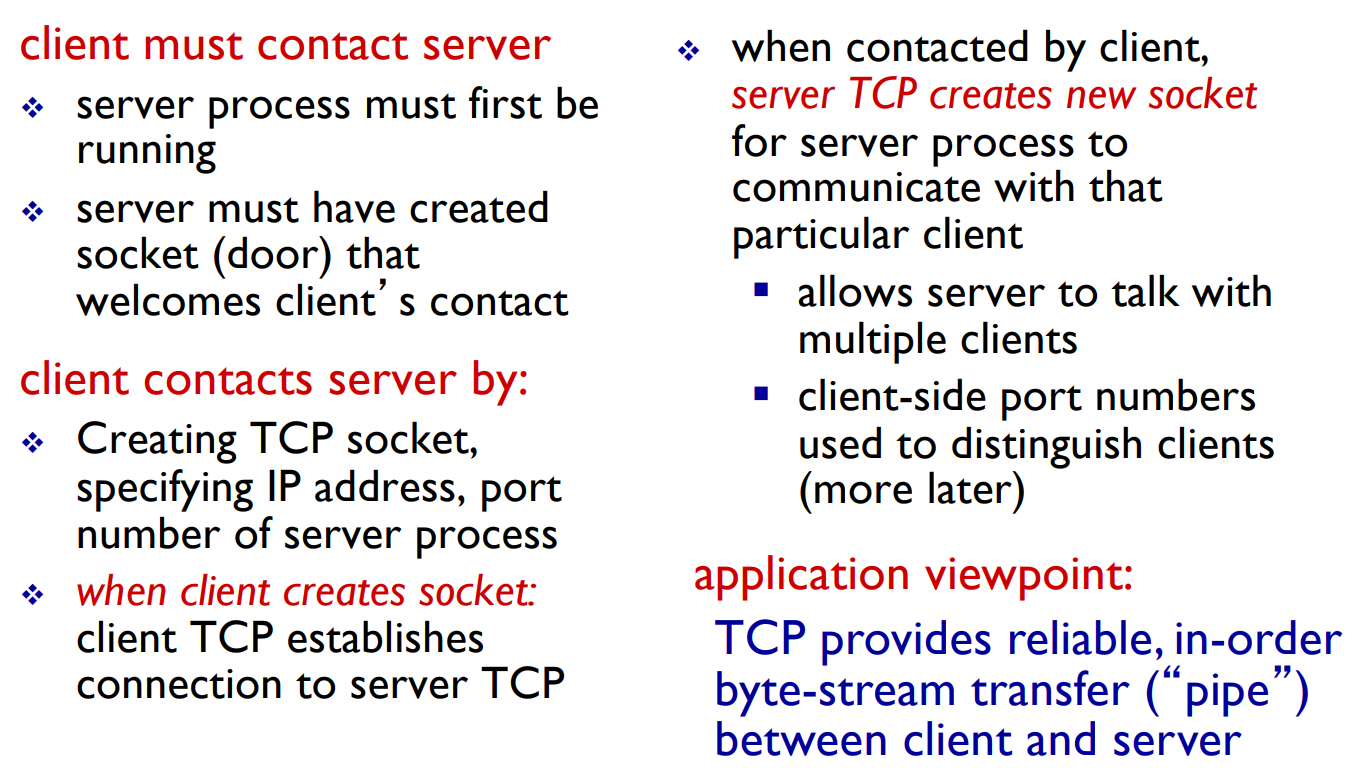 client must contact server
❖ server process must first be
running
❖ server must have created
socket (door) that
welcomes client’ s contact
client contacts server by:
❖ Creating TCP socket,
specifying IP address, port
number of server process
❖ when client creates socket:
client TCP establishes
connection to server TCP
❖ when contacted by client,
server TCP creates new socket
for server process to
communicate with that
particular client
▪ allows server to talk with
multiple clients
▪ client-side port numbers
used to distinguish clients
(more later)
application viewpoint:
TCP provides reliable, in-order
byte-stream transfer (“pipe”)
between client and server